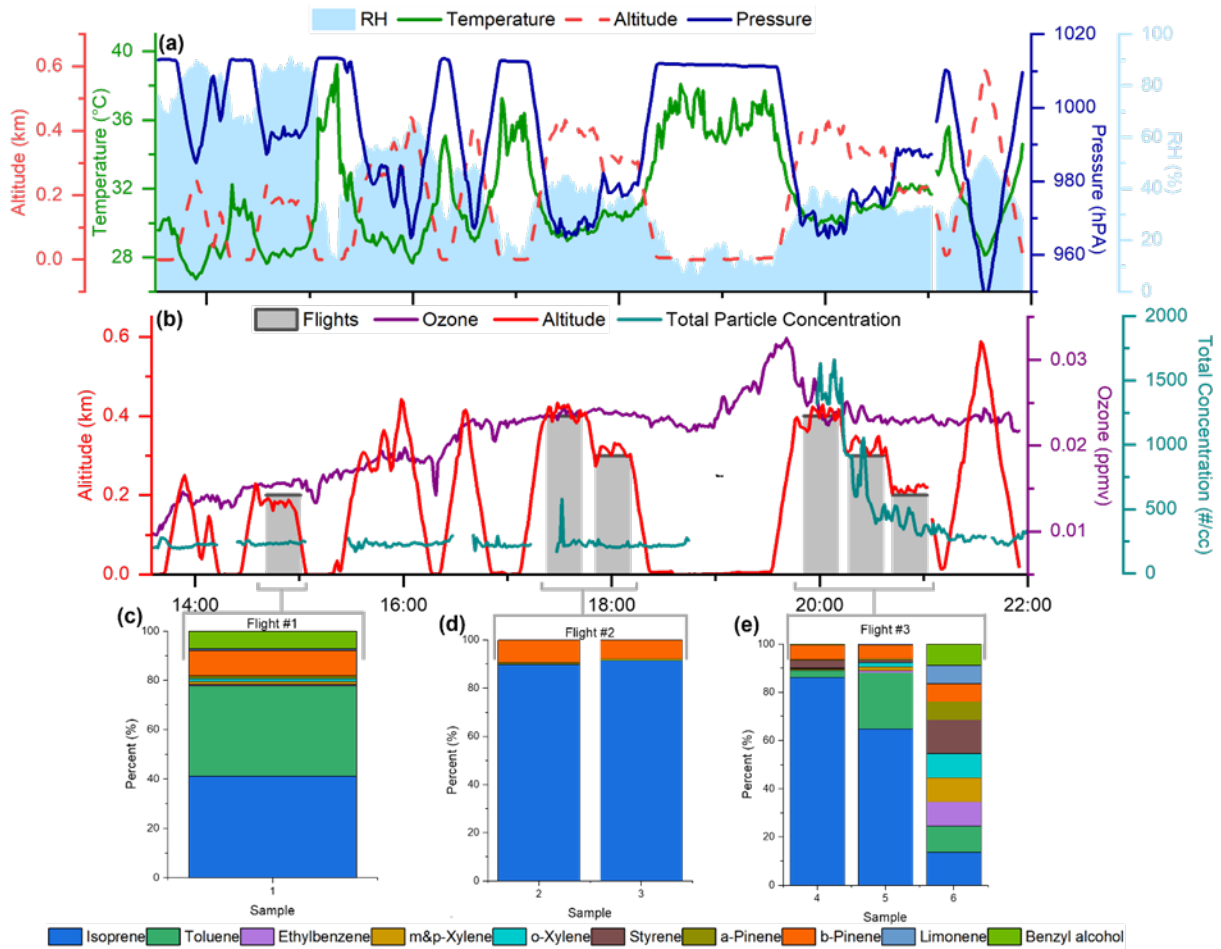 RH Temperature Altitude Pressure
(a)
Altitude (km)
0.6
0.4
0.2
0.0
Temperature (°C)
40
36
32
28
Pressure (hPA)
1020
1000
980
960
RH (%)
100
80
60
40
20
0
(b)
Flights Ozone Altitude Total Particle Concentration
Alititude (km)
0.6
0.4
0.2
0.0
Ozone (ppmv)
0.03
0.02
0.01
Total Concentration (#/cc)
2000
1500
1000
500
0
14:00 16:00 18:00 20:00 22:00
(c)
Flight #1
Percent (%)
100
80
60
40
20
0
1
Sample
(d)
Flight #2
Percent (%)
100
80
60
40
20
0
2 3
Sample
(e)
Flight #3
Percent (%)
100
80
60
40
20
0
4 5 6
Sample
Isoprene Toluene Ethylbenzene m&p-Xylene o-Xylene Styrene a-Pinene b-Pinene Limonene Benzyl alcohol